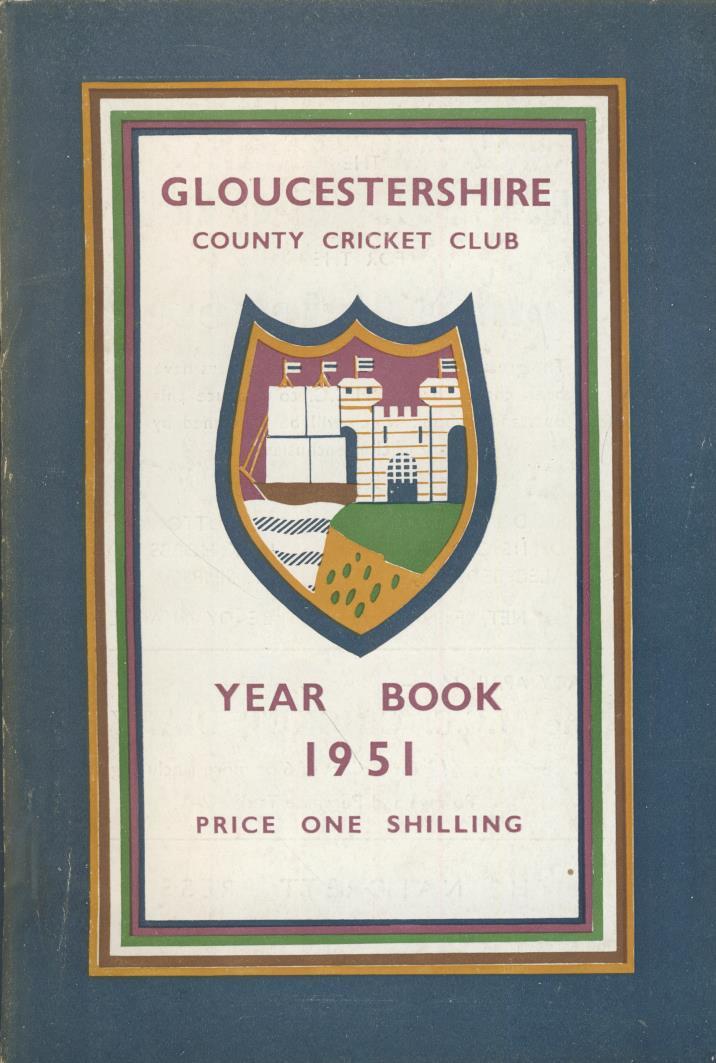 GLOUCESTERSHIRE
COUNTY CRICKET CLUB
YEAR BOOK
1951
PRICE ONE SHILLING